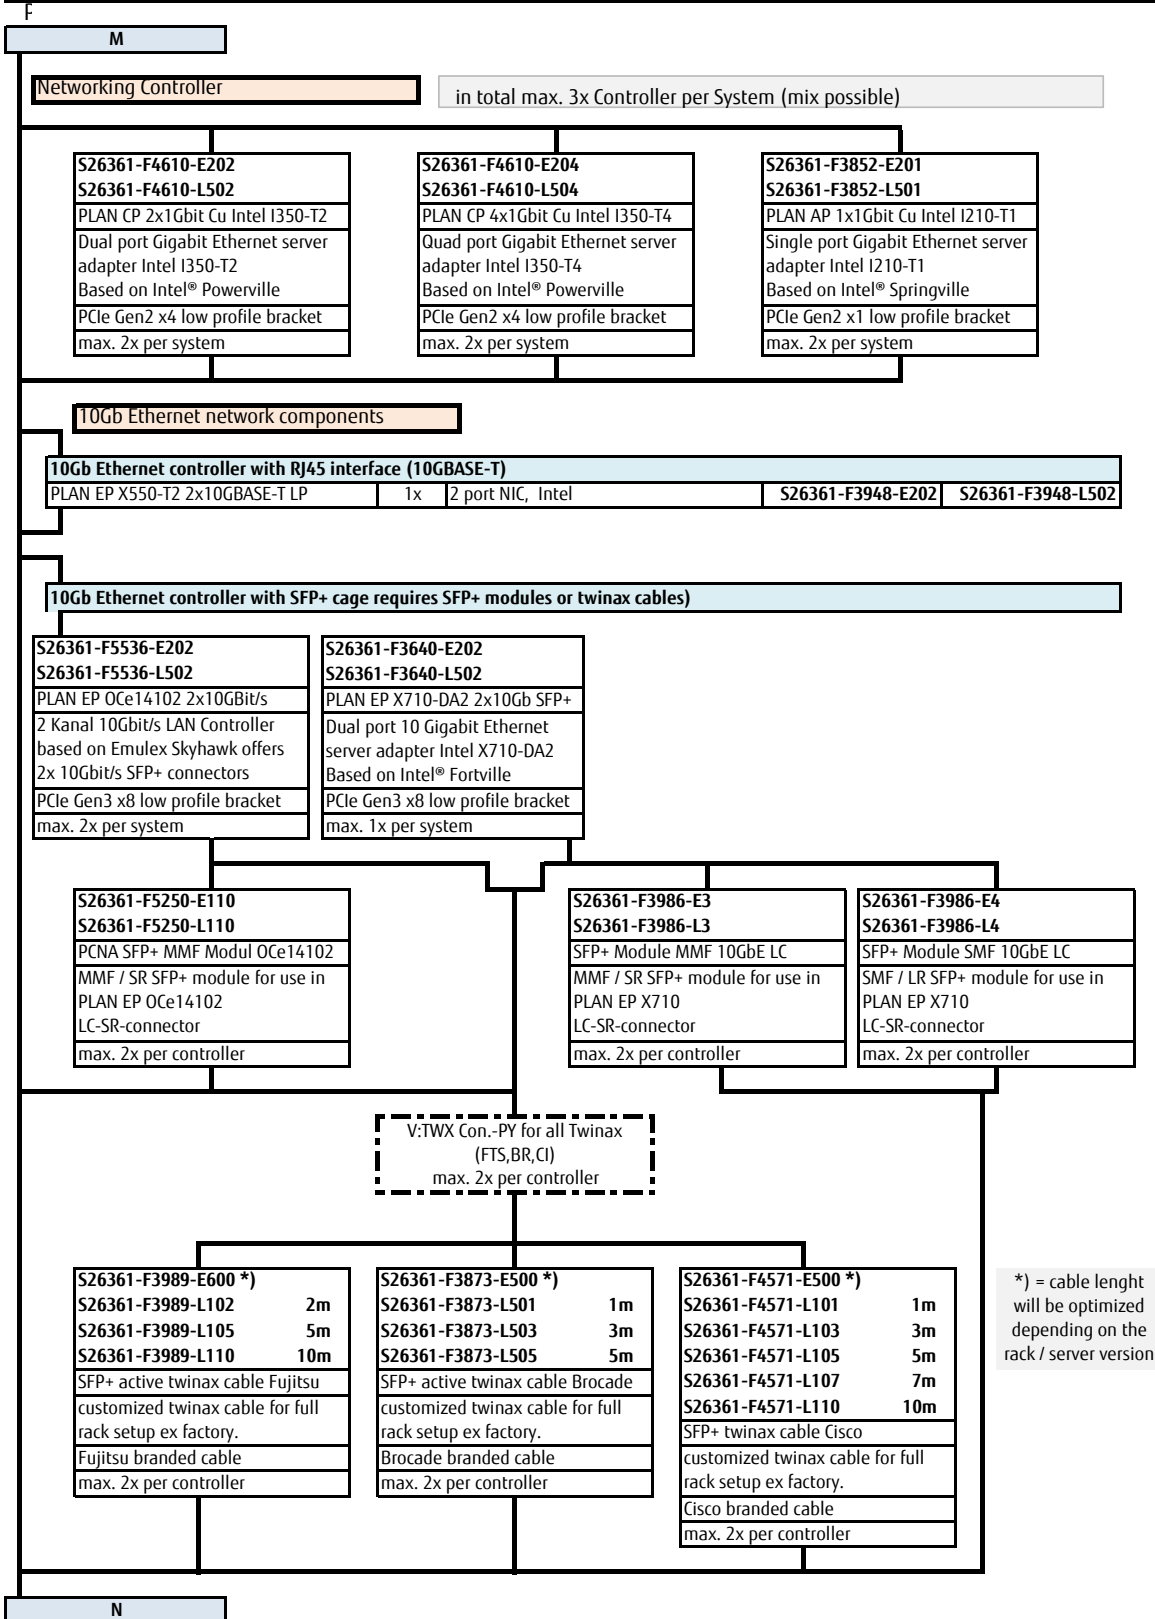 F
M
Networking Controller
in total max. 3x Controller per System (mix possible)
S26361-F4610-E202
S26361-F4610-L502
PLAN CP 2x1Gbit Cu Intel I350-T2
Dual port Gigabit Ethernet server
adapter Intel I350-T2
Based on Intel® Powerville
PCIe Gen2 x4 low profile bracket
max. 2x per system
S26361-F4610-E204
S26361-F4610-L504
PLAN CP 4x1Gbit Cu Intel I350-T4
Quad port Gigabit Ethernet server
adapter Intel I350-T4
Based on Intel® Powerville
PCIe Gen2 x4 low profile bracket
max. 2x per system
S26361-F3852-E201
S26361-F3852-L501
PLAN AP 1x1Gbit Cu Intel I210-T1
Single port Gigabit Ethernet server
adapter Intel I210-T1
Based on Intel® Springville
PCIe Gen2 x1 low profile bracket
max. 2x per system
10Gb Ethernet network components
10Gb Ethernet controller with RJ45 interface (10GBASE-T)
PLAN EP X550-T2 2x10GBASE-T LP 1x 2 port NIC, Intel S26361-F3948-E202 S26361-F3948-L502
10Gb Ethernet controller with SFP+ cage requires SFP+ modules or twinax cables)
S26361-F5536-E202
S26361-F5536-L502
PLAN EP OCe14102 2x10GBit/s
2 Kanal 10Gbit/s LAN Controller
based on Emulex Skyhawk offers
2x 10Gbit/s SFP+ connectors
PCIe Gen3 x8 low profile bracket
max. 2x per system
S26361-F3640-E202
S26361-F3640-L502
PLAN EP X710-DA2 2x10Gb SFP+
Dual port 10 Gigabit Ethernet
server adapter Intel X710-DA2
Based on Intel® Fortville
PCIe Gen3 x8 low profile bracket
max. 1x per system
S26361-F5250-E110
S26361-F5250-L110
PCNA SFP+ MMF Modul OCe14102
MMF / SR SFP+ module for use in
PLAN EP OCe14102
LC-SR-connector
max. 2x per controller
S26361-F3986-E3
S26361-F3986-L3
SFP+ Module MMF 10GbE LC
MMF / SR SFP+ module for use in
PLAN EP X710
LC-SR-connector
max. 2x per controller
S26361-F3986-E4
S26361-F3986-L4
SFP+ Module SMF 10GbE LC
SMF / LR SFP+ module for use in
PLAN EP X710
LC-SR-connector
max. 2x per controller
V:TWX Con.-PY for all Twinax
(FTS,BR,CI)
max. 2x per controller
S26361-F3989-E600 *)
S26361-F3989-L102 2m
S26361-F3989-L105 5m
S26361-F3989-L110 10m
SFP+ active twinax cable Fujitsu
customized twinax cable for full
rack setup ex factory.
Fujitsu branded cable
max. 2x per controller
S26361-F3873-E500 *)
S26361-F3873-L501 1m
S26361-F3873-L503 3m
S26361-F3873-L505 5m
SFP+ active twinax cable Brocade
customized twinax cable for full
rack setup ex factory.
Brocade branded cable
max. 2x per controller
S26361-F4571-E500 *)
S26361-F4571-L101 1m
S26361-F4571-L103 3m
S26361-F4571-L105 5m
S26361-F4571-L107 7m
S26361-F4571-L110 10m
SFP+ twinax cable Cisco
customized twinax cable for full
rack setup ex factory.
Cisco branded cable
max. 2x per controller
*) = cable lenght
will be optimized
depending on the
rack / server version
N